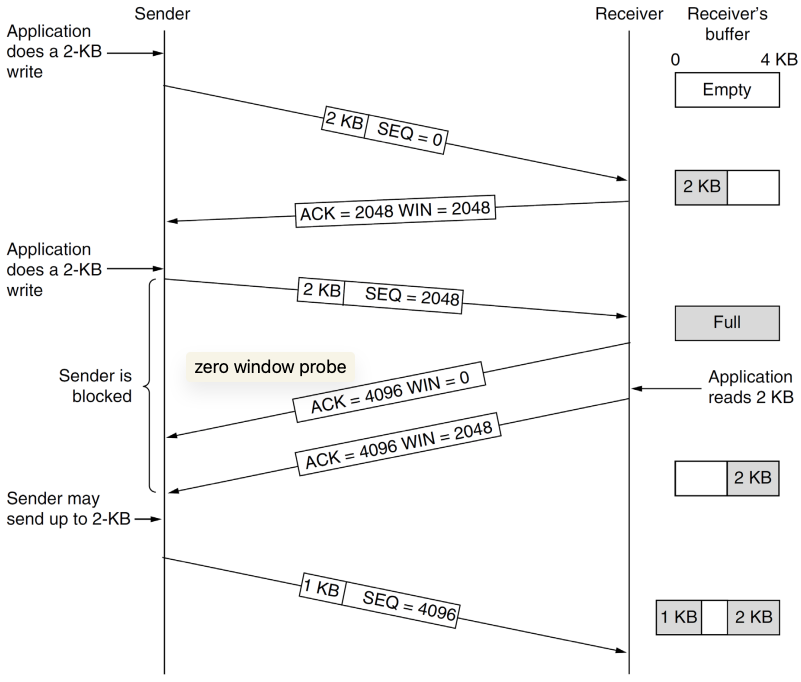 Sender
Receiver
Receiver's
buffer
Application
does a 2-KB
write
0
4 KB
Empty
2 KB
SEQ = 0
2 KB
ACK = 2048 WIN = 2048
Application
does a 2-KB
write
2 KB
SEQ = 2048
Full
Sender is
blocked
zero window probe
ACK = 4096 WIN = 0
Application
reads 2 KB
ACK = 4096 WIN = 2048
2 KB
Sender may
send up to 2-KB
1 KB
SEQ = 4096
1 KB
2 KB